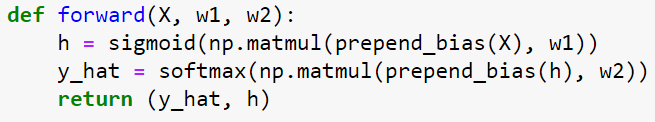 def forward(X, w1, w2):
    h = sigmoid(np.matmul(prepend_bias(X), w1))
    y_hat = softmax(np.matmul(prepend_bias(h), w2))
    return (y_hat, h)